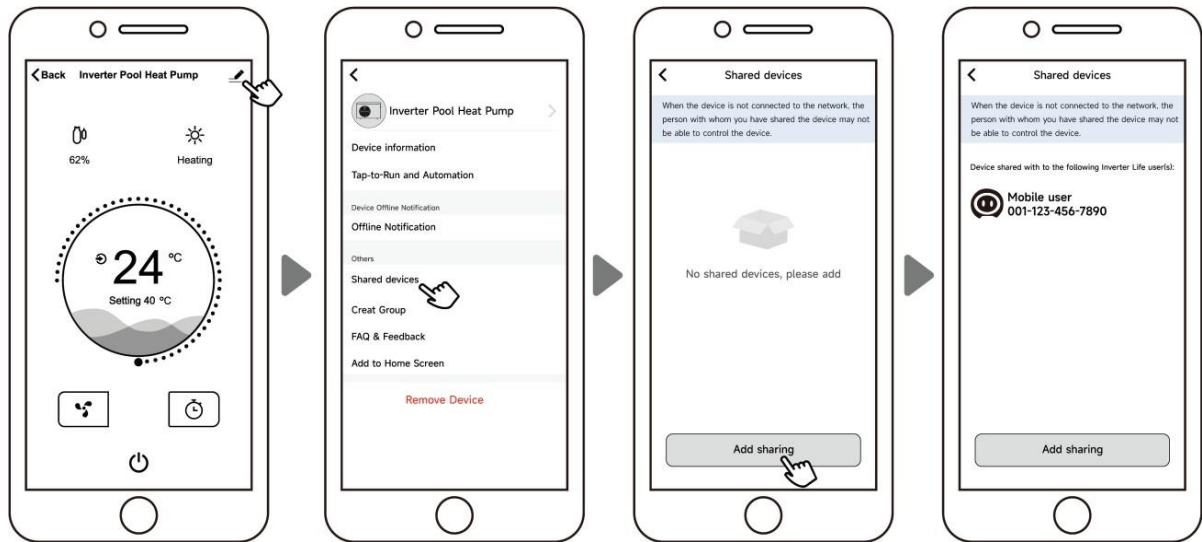 Back Inverter Pool Heat Pump
62%
Heating
24 °C
Setting 40 °C
Inverter Pool Heat Pump
Device information
Tap-to-Run and Automation
Device Offline Notification
Offline Notification
Others
Shared devices
Creat Group
FAQ & Feedback
Add to Home Screen
Remove Device
Shared devices
When the device is not connected to the network, the
person with whom you have shared the device may not
be able to control the device.
No shared devices, please add
Add sharing
Shared devices
When the device is not connected to the network, the
person with whom you have shared the device may not
be able to control the device.
Device shared with to the following Inverter Life user(s):
Mobile user
001-123-456-7890
Add sharing